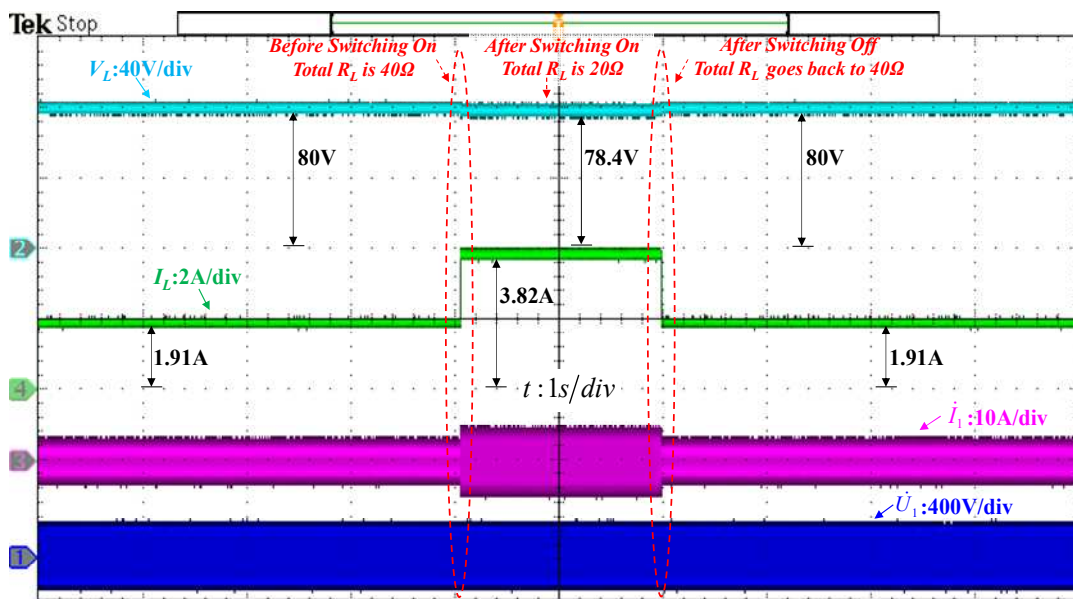 Tek Stop
Before Switching On
Total R_L is 40Ω
After Switching On
Total R_L is 20Ω
After Switching Off
Total R_L goes back to 40Ω
V_L:40V/div
80V
78.4V
80V
2
I_L:2A/div
3.82A
1.91A
1.91A
4
t:1s/div
İ₁:10A/div
3
U̇₁:400V/div
1